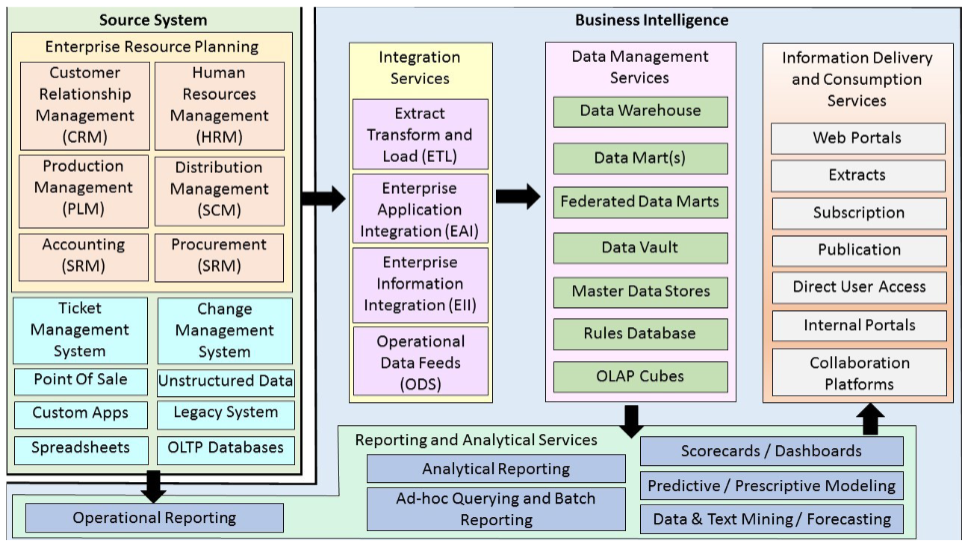 Source System
Enterprise Resource Planning
Customer
Relationship
Management
(CRM)
Human
Resources
Management
(HRM)
Production
Management
(PLM)
Distribution
Management
(SCM)
Accounting
(SRM)
Procurement
(SRM)
Ticket
Management
System
Change
Management
System
Point Of Sale
Unstructured Data
Custom Apps
Legacy System
Spreadsheets
OLTP Databases
Business Intelligence
Integration
Services
Extract
Transform and
Load (ETL)
Enterprise
Application
Integration (EAI)
Enterprise
Information
Integration (EII)
Operational
Data Feeds
(ODS)
Data Management
Services
Data Warehouse
Data Mart(s)
Federated Data Marts
Data Vault
Master Data Stores
Rules Database
OLAP Cubes
Information Delivery
and Consumption
Services
Web Portals
Extracts
Subscription
Publication
Direct User Access
Internal Portals
Collaboration
Platforms
Reporting and Analytical Services
Operational Reporting
Analytical Reporting
Ad-hoc Querying and Batch
Reporting
Scorecards / Dashboards
Predictive / Prescriptive Modeling
Data & Text Mining / Forecasting